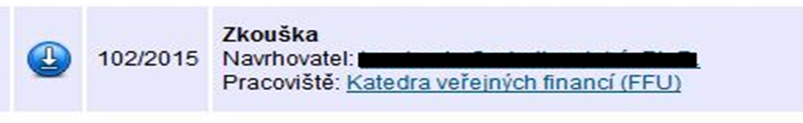 102/2015
Zkouška
Navrhovatel:
Pracoviště: Katedra veřejných financí (FFU)